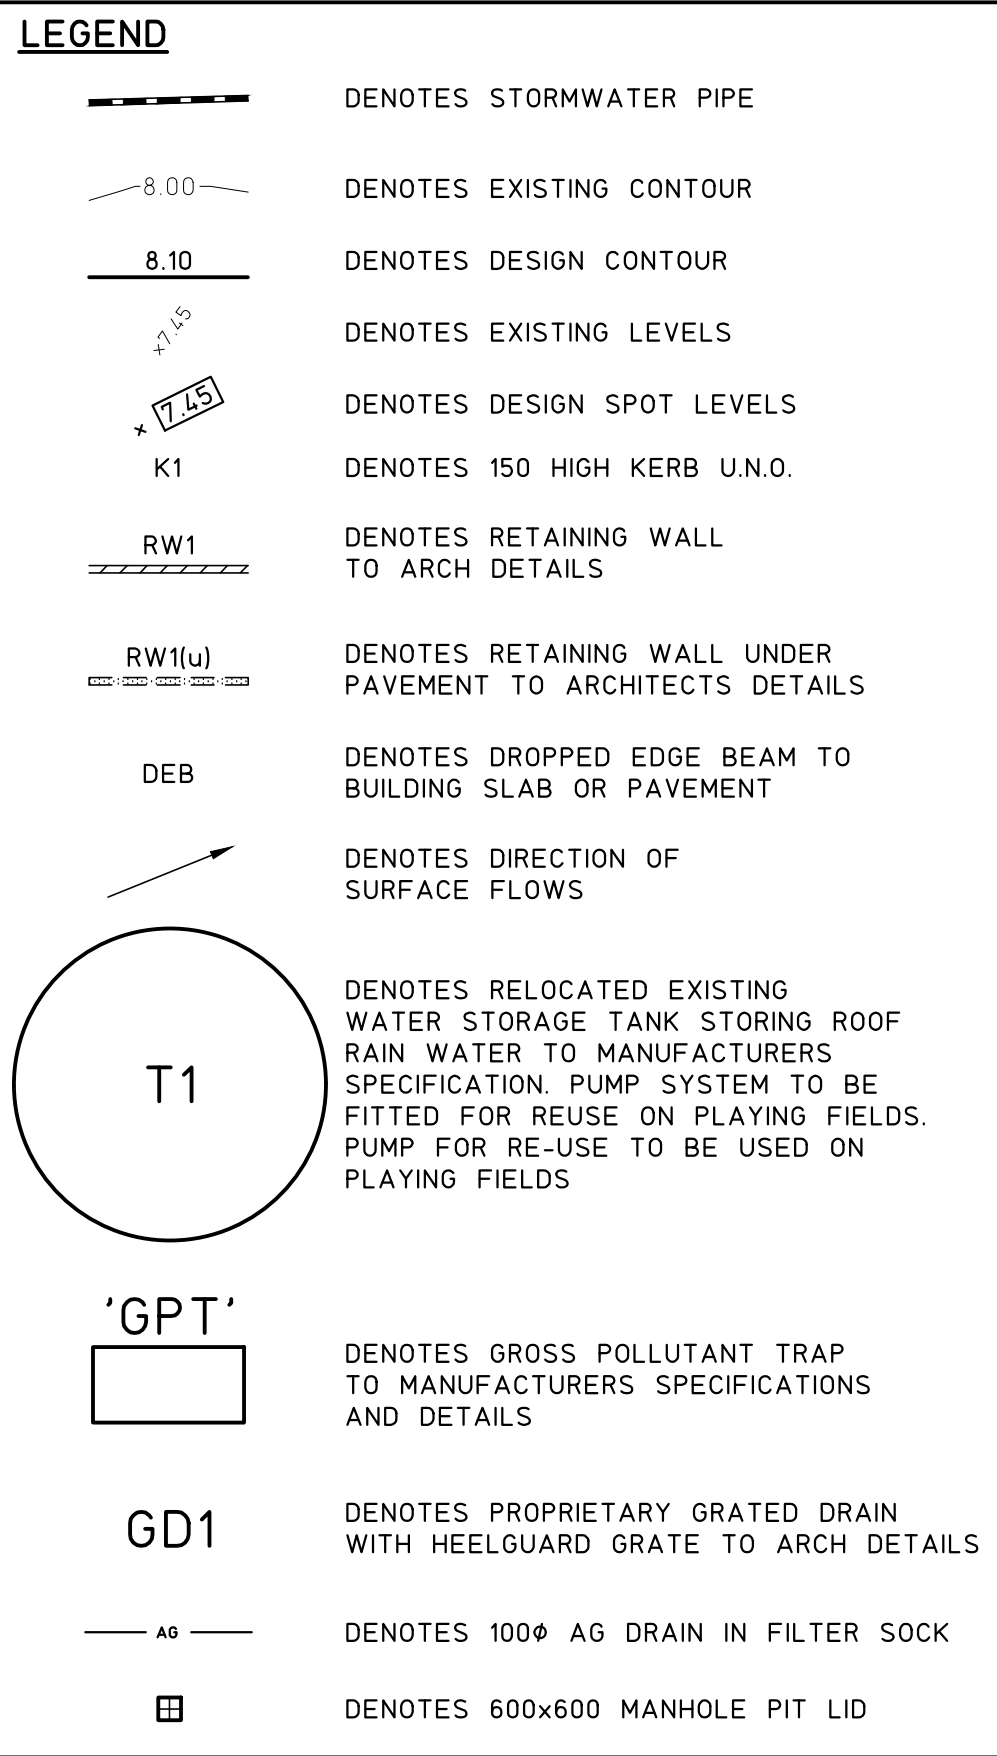 LEGEND
DENOTES STORMWATER PIPE
8.00 DENOTES EXISTING CONTOUR
8.10 DENOTES DESIGN CONTOUR
x7.45 DENOTES EXISTING LEVELS
x 7.45 DENOTES DESIGN SPOT LEVELS
K1 DENOTES 150 HIGH KERB U.N.O.
RW1 DENOTES RETAINING WALL
TO ARCH DETAILS
RW1(u) DENOTES RETAINING WALL UNDER
PAVEMENT TO ARCHITECTS DETAILS
DEB DENOTES DROPPED EDGE BEAM TO
BUILDING SLAB OR PAVEMENT
DENOTES DIRECTION OF
SURFACE FLOWS
T1
DENOTES RELOCATED EXISTING
WATER STORAGE TANK STORING ROOF
RAIN WATER TO MANUFACTURERS
SPECIFICATION. PUMP SYSTEM TO BE
FITTED FOR REUSE ON PLAYING FIELDS.
PUMP FOR RE-USE TO BE USED ON
PLAYING FIELDS
'GPT'
DENOTES GROSS POLLUTANT TRAP
TO MANUFACTURERS SPECIFICATIONS
AND DETAILS
GD1 DENOTES PROPRIETARY GRATED DRAIN
WITH HEELGUARD GRATE TO ARCH DETAILS
AG DENOTES 100Ø AG DRAIN IN FILTER SOCK
DENOTES 600x600 MANHOLE PIT LID